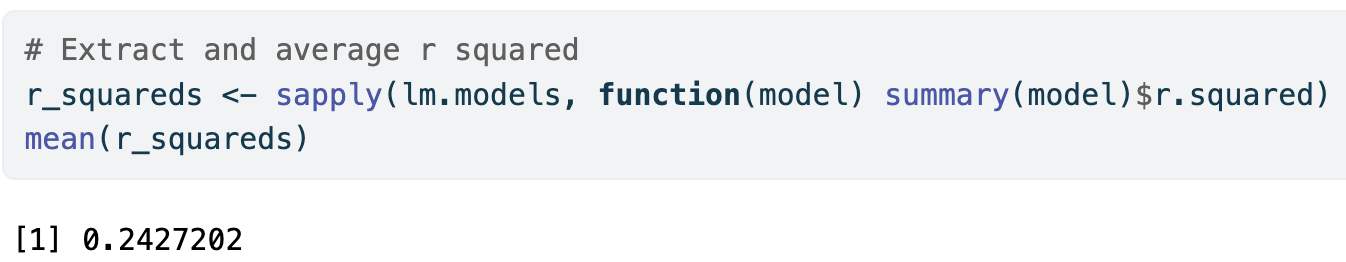 # Extract and average r squared
r_squareds <- sapply(lm.models, function(model) summary(model)$r.squared)
mean(r_squareds)
[1] 0.2427202